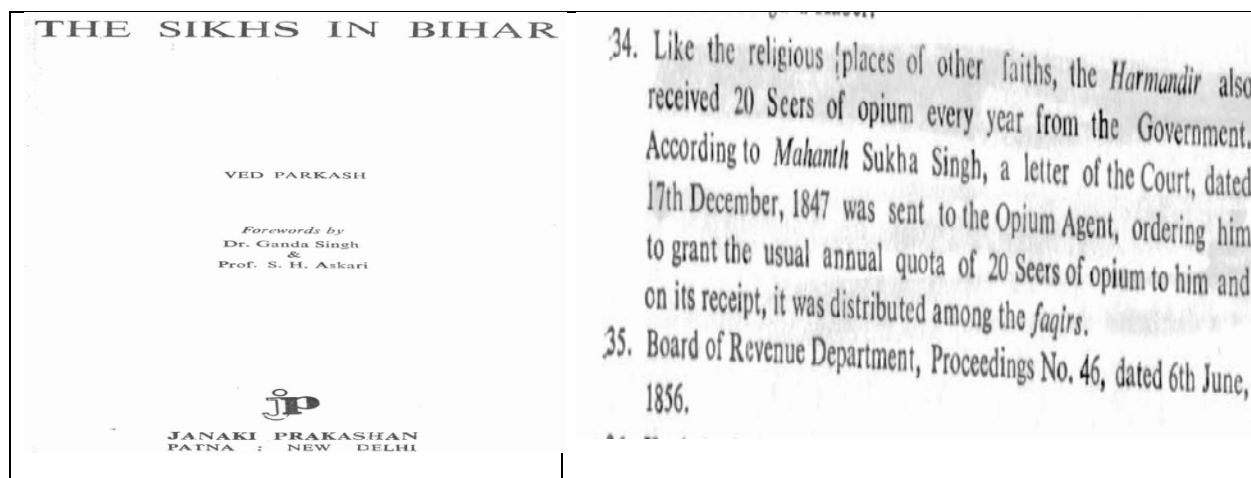 THE SIKHS IN BIHAR
VED PARKASH
Forewords by
Dr. Ganda Singh
&
Prof. S. H. Askari
jp
JANAKI PRAKASHAN
PATNA : NEW DELHI
34. Like the religious places of other faiths, the Harmandir also
received 20 Seers of opium every year from the Government.
According to Mahanth Sukha Singh, a letter of the Court, dated
17th December, 1847 was sent to the Opium Agent, ordering him
to grant the usual annual quota of 20 Seers of opium to him and
on its receipt, it was distributed among the faqirs.
35. Board of Revenue Department, Proceedings No. 46, dated 6th June,
1856.